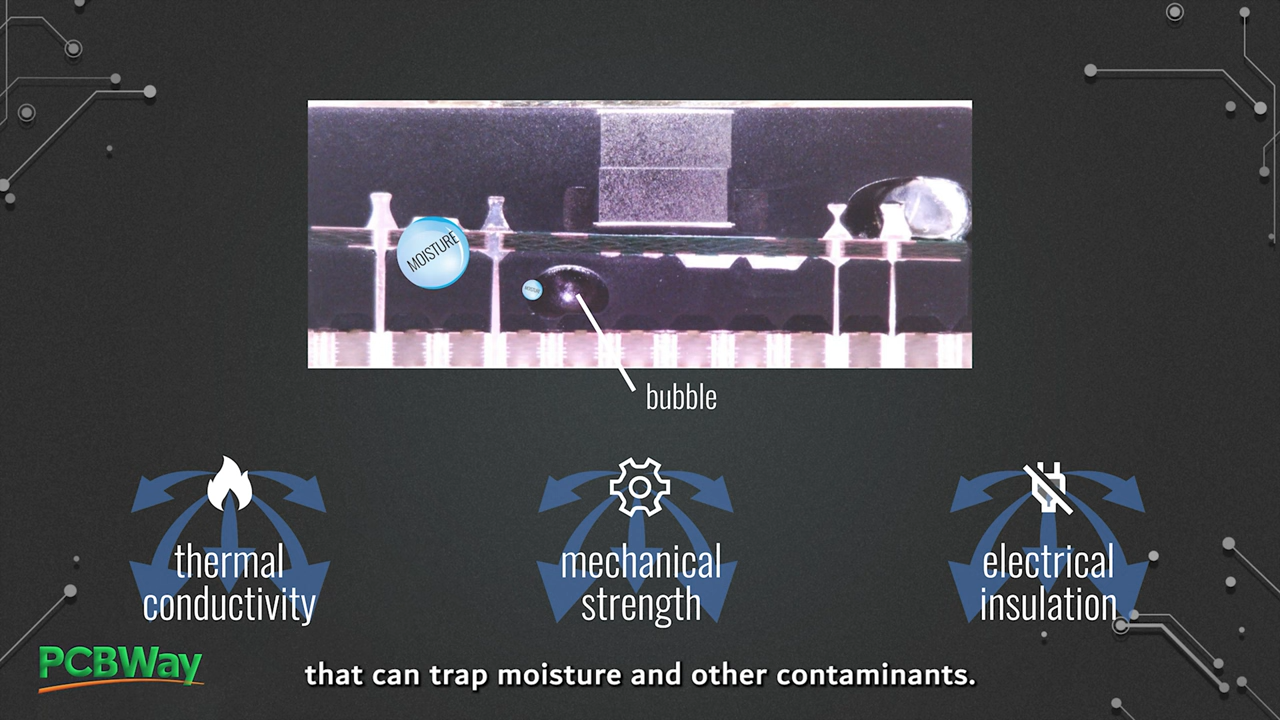 MOISTURE
bubble
thermal
conductivity
mechanical
strength
electrical
insulation
PCBWay
that can trap moisture and other contaminants.